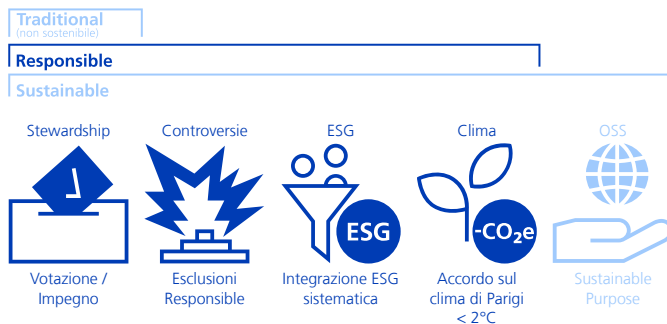 Traditional
(non sostenibile)
Responsible
Sustainable
Stewardship
Controversie
ESG
Clima
OSS
ESG
-CO₂e
Votazione /
Impegno
Esclusioni
Responsible
Integrazione ESG
sistematica
Accordo sul
clima di Parigi
< 2°C
Sustainable
Purpose